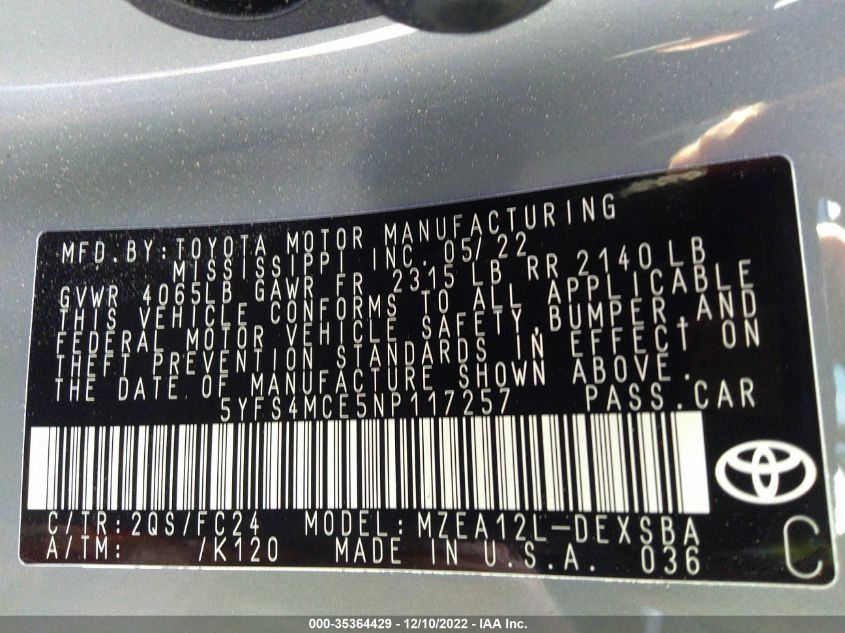 MFD.BY:TOYOTA MOTOR MANUFACTURING
MISSISSIPPI INC. 05/22
GVWR 4065LB GAWR FR 2315 LB RR 2140LB
THIS VEHICLE CONFORMS TO ALL APPLICABLE
FEDERAL MOTOR VEHICLE SAFETY,BUMPER,AND
THEFT PREVENTION STANDARDS IN EFFECT ON
THE DATE OF MANUFACTURE SHOWN ABOVE.
5YFS4MCE5NP117257 PASS.CAR
C/TR:2QS/FC24 MODEL:MZEA12L-DEXSBA
A/TM: /K120 MADE IN U.S.A. 036
C
000-35364429 – 12/10/2022 – IAA Inc.